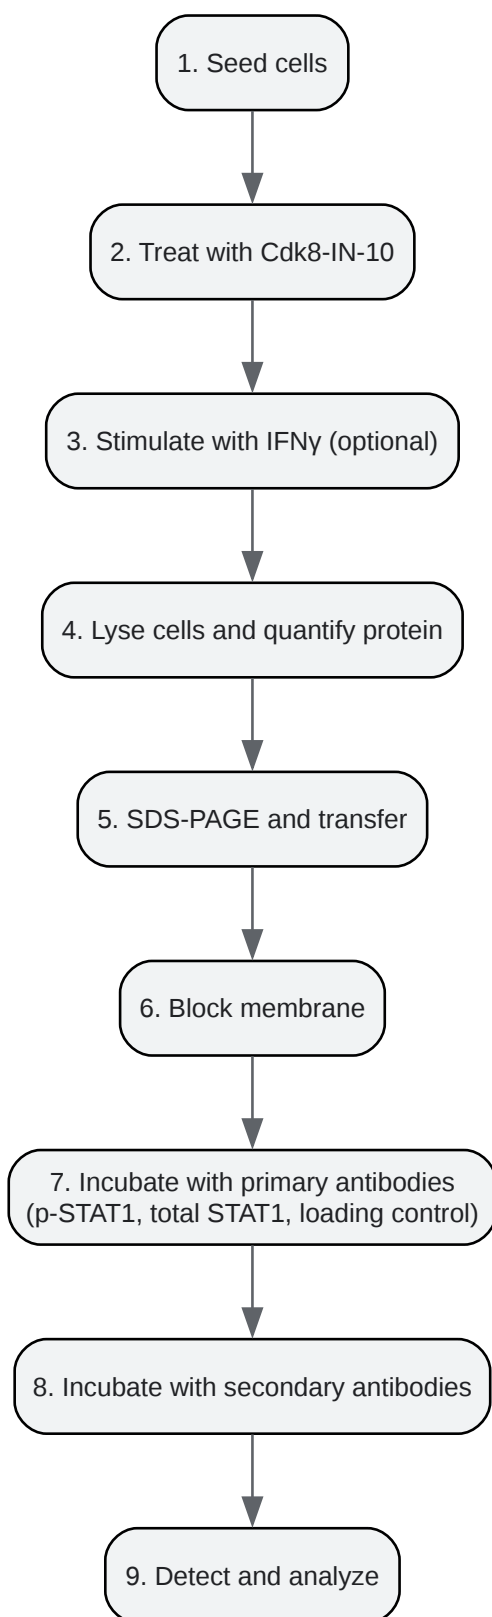 1. Seed cells
2. Treat with Cdk8-IN-10
3. Stimulate with IFNγ (optional)
4. Lyse cells and quantify protein
5. SDS-PAGE and transfer
6. Block membrane
7. Incubate with primary antibodies
(p-STAT1, total STAT1, loading control)
8. Incubate with secondary antibodies
9. Detect and analyze